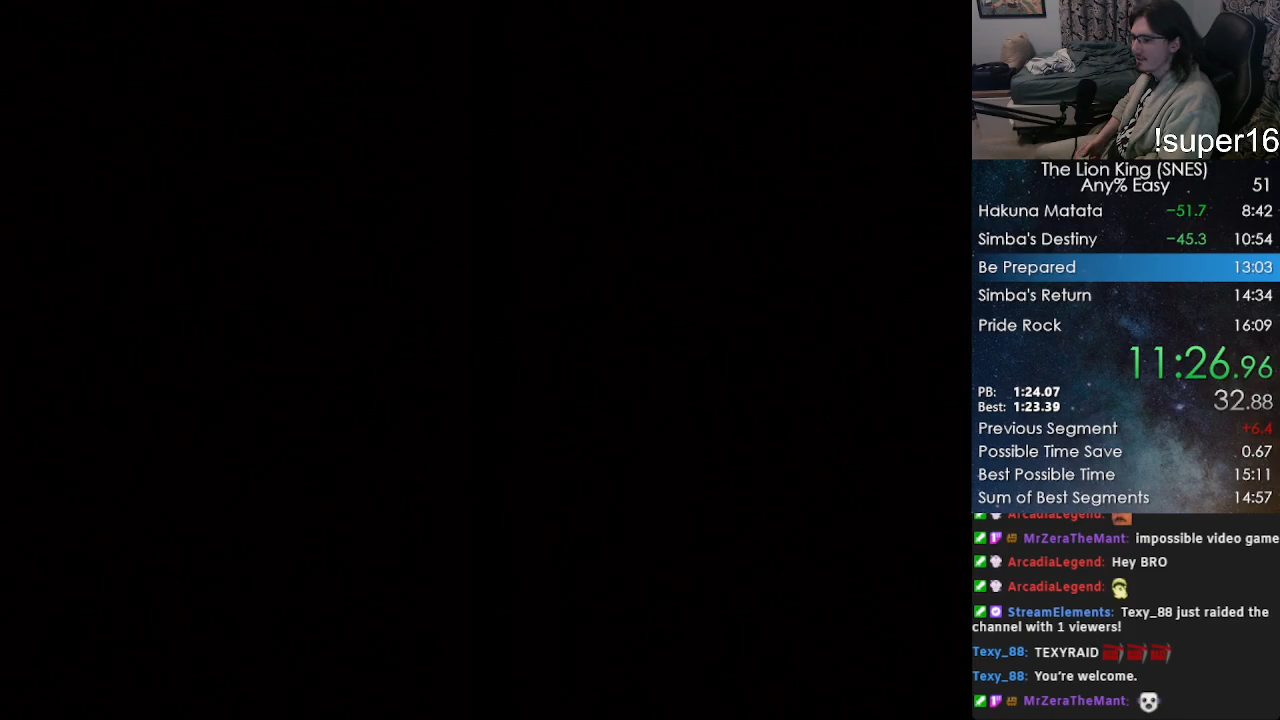 !super16
The Lion King (SNES)
Any% Easy 51
Hakuna Matata -51.7 8:42
Simba's Destiny -45.3 10:54
Be Prepared 13:03
Simba's Return 14:34
Pride Rock 16:09
11:26.96
PB: 1:24.07
Best: 1:23.39
32.88
Previous Segment +6.4
Possible Time Save 0.67
Best Possible Time 15:11
Sum of Best Segments 14:57
ArcadiaLegend:
MrZeraTheMant: impossible video game
ArcadiaLegend: Hey BRO
ArcadiaLegend:
StreamElements: Texy_88 just raided the
channel with 1 viewers!
Texy_88: TEXYRAID
Texy_88: You're welcome.
MrZeraTheMant: